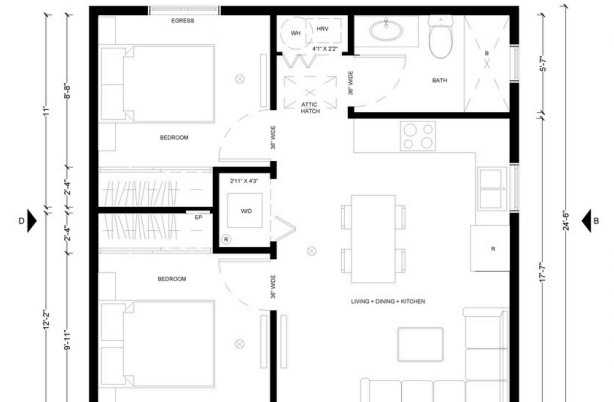 EGRESS
WH
HRV
4'1" X 2'2"
ATTIC
HATCH
36" WIDE
BATH
B
5'-7"
8'-8"
11'
BEDROOM
36" WIDE
2'-4"
2'11" X 4'3"
W/D
R
EP
2'-4"
D
B
24'-6"
R
17'-7"
BEDROOM
36" WIDE
LIVING + DINING + KITCHEN
12'-2"
9'-11"